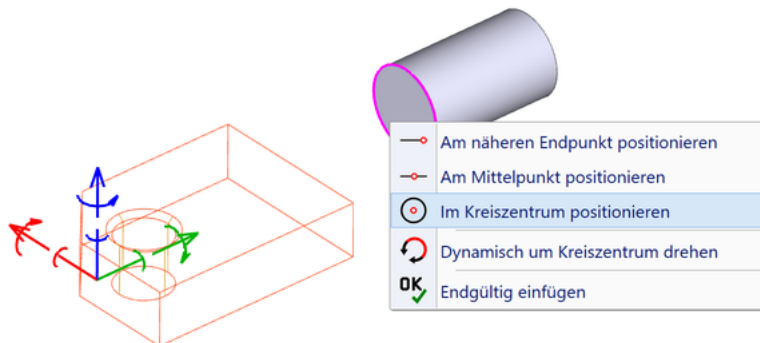 Am näheren Endpunkt positionieren
Am Mittelpunkt positionieren
Im Kreiszentrum positionieren
Dynamisch um Kreiszentrum drehen
OK Endgültig einfügen